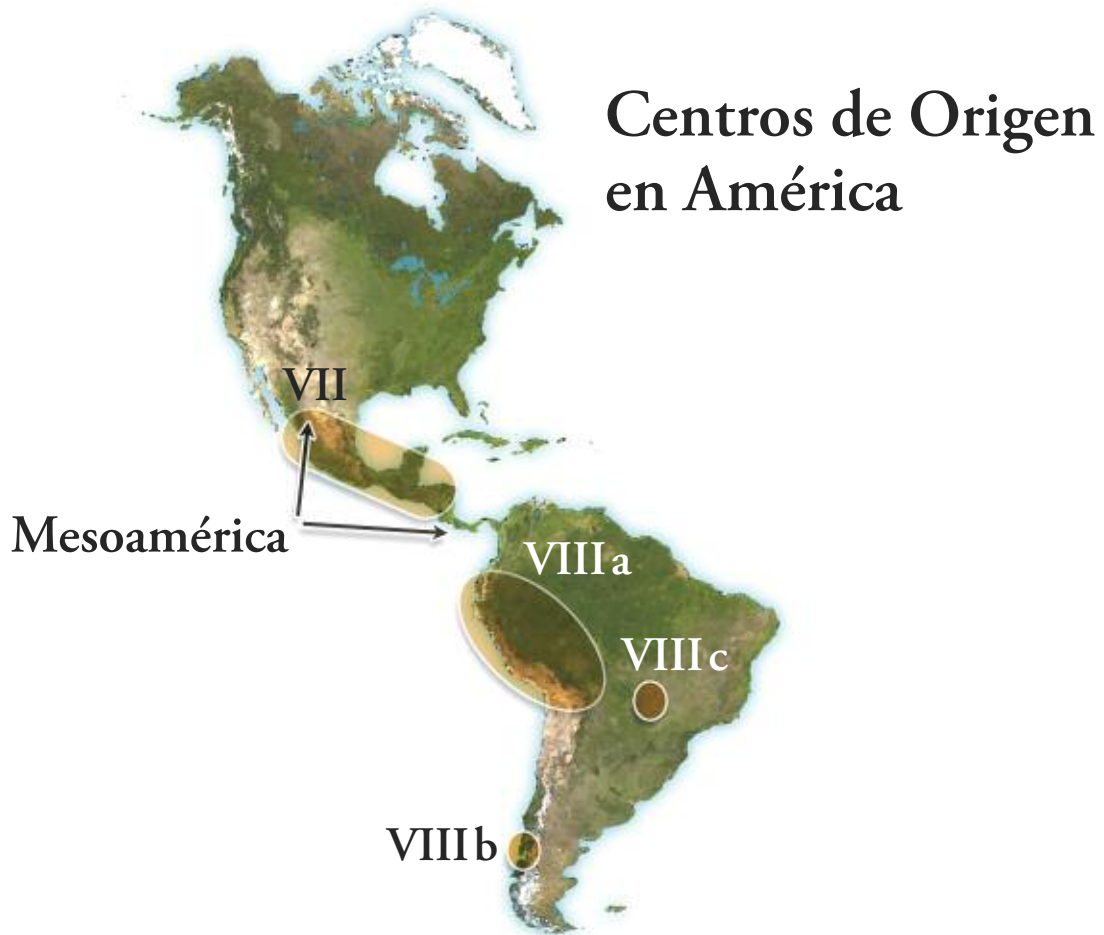 Centros de Origen
en América
VII
Mesoamérica
VIII a
VIII c
VIII b